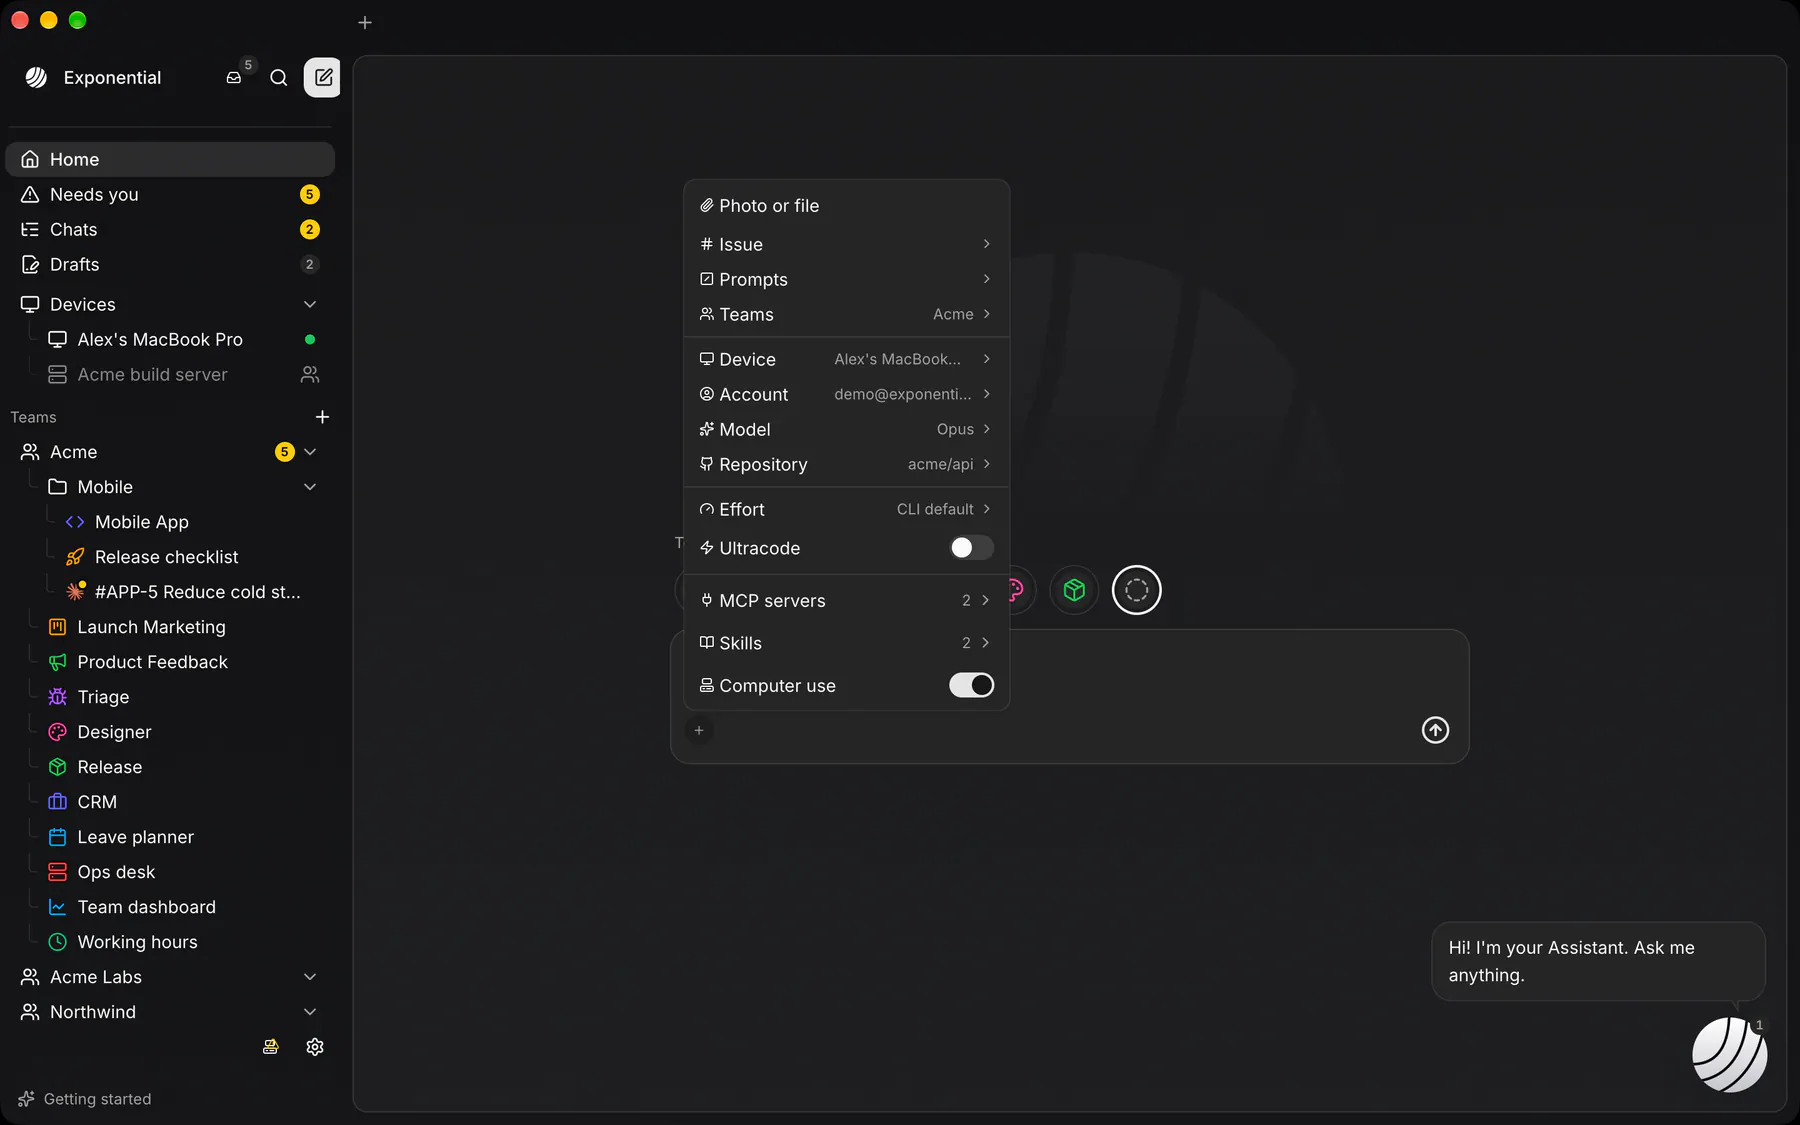 Exponential
5
Home
Needs you
5
Chats
2
Drafts
2
Devices
Alex's MacBook Pro
Acme build server
Teams
Acme
5
Mobile
Mobile App
Release checklist
#APP-5 Reduce cold st...
Launch Marketing
Product Feedback
Triage
Designer
Release
CRM
Leave planner
Ops desk
Team dashboard
Working hours
Acme Labs
Northwind
Getting started
Photo or file
Issue
Prompts
Teams Acme
Device Alex's MacBook...
Account demo@exponenti...
Model Opus
Repository acme/api
Effort CLI default
Ultracode
MCP servers 2
Skills 2
Computer use
Hi! I'm your Assistant. Ask me
anything.
1